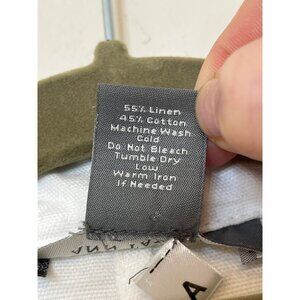 55% Linen
45% Cotton
Machine Wash
Cold
Do Not Bleach
Tumble Dry
Low
Warm Iron
if Needed
A